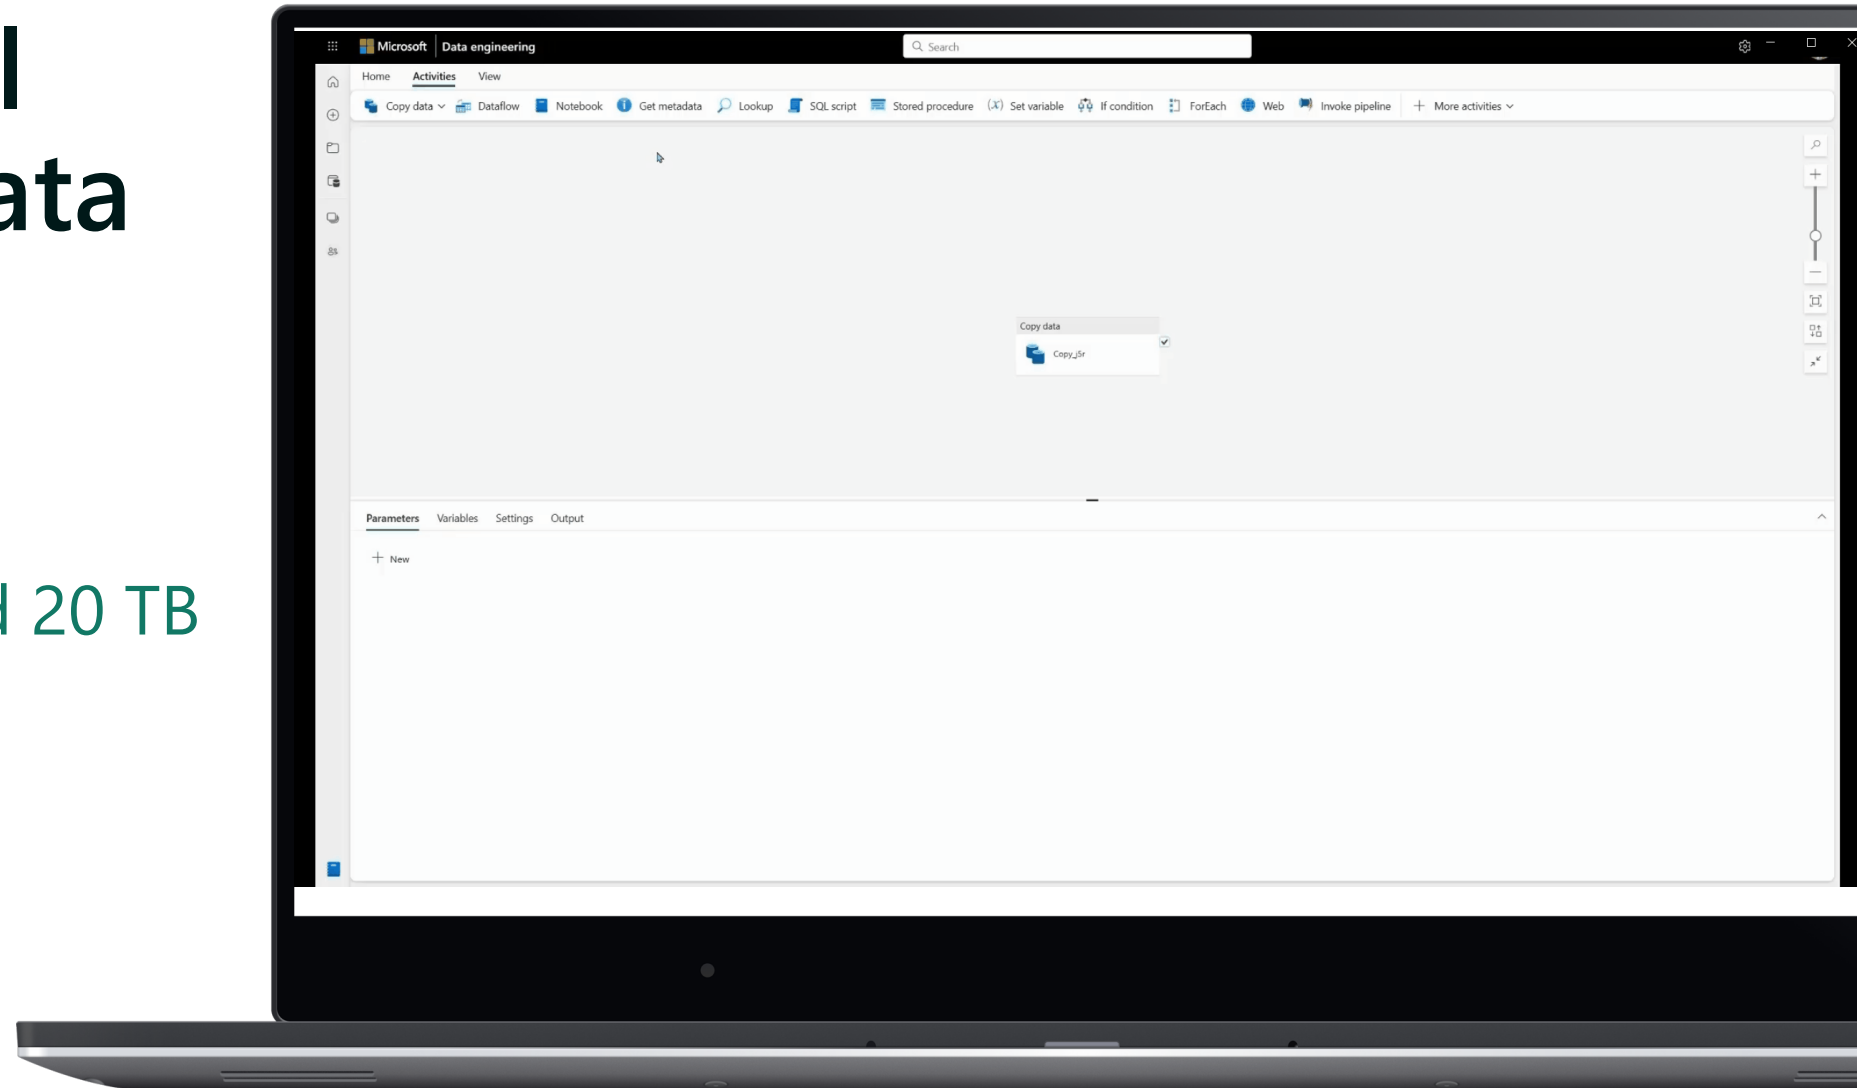 l
ata
d 20 TB
Microsoft Data engineering
Search
Home Activities View
Copy data Dataflow Notebook Get metadata Lookup SQL script Stored procedure (x) Set variable If condition ForEach Web Invoke pipeline + More activities
Copy data
Copy_j5r
Parameters Variables Settings Output
+ New